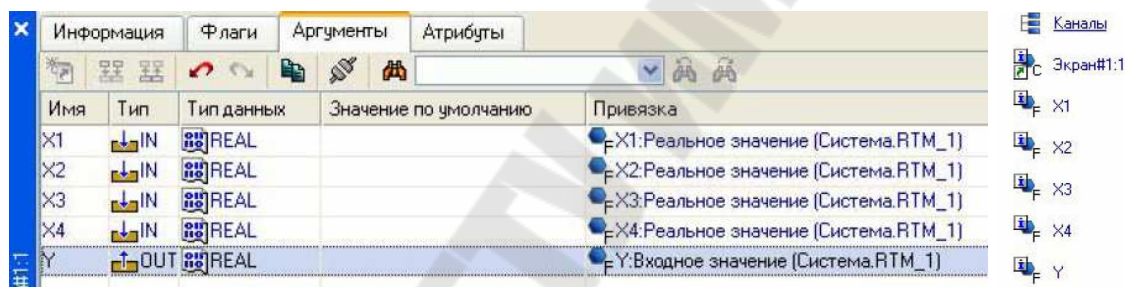 Информация Флаги Аргументы Атрибуты
Имя Тип Тип данных Значение по умолчанию Привязка
X1 IN REAL X1:Реальное значение (Система.RTM_1)
X2 IN REAL X2:Реальное значение (Система.RTM_1)
X3 IN REAL X3:Реальное значение (Система.RTM_1)
X4 IN REAL X4:Реальное значение (Система.RTM_1)
Y OUT REAL Y:Входное значение (Система.RTM_1)
#1:1
Каналы
Экран#1:1
X1
X2
X3
X4
Y